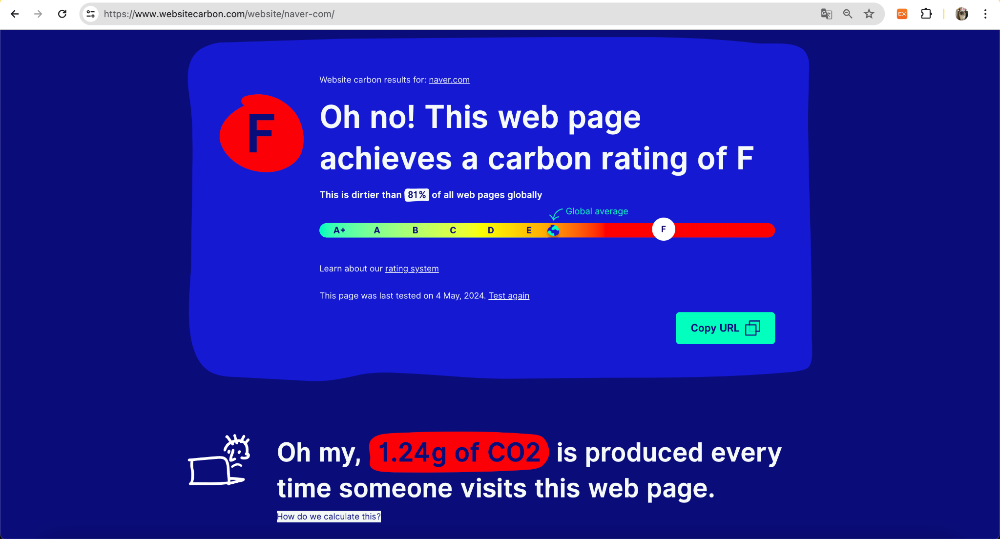 https://www.websitecarbon.com/website/naver-com/
EX
Website carbon results for: naver.com
F
Oh no! This web page
achieves a carbon rating of F
This is dirtier than 81% of all web pages globally
Global average
A+ A B C D E F
Learn about our rating system
This page was last tested on 4 May, 2024. Test again
Copy URL
Oh my, 1.24g of CO2 is produced every
time someone visits this web page.
How do we calculate this?